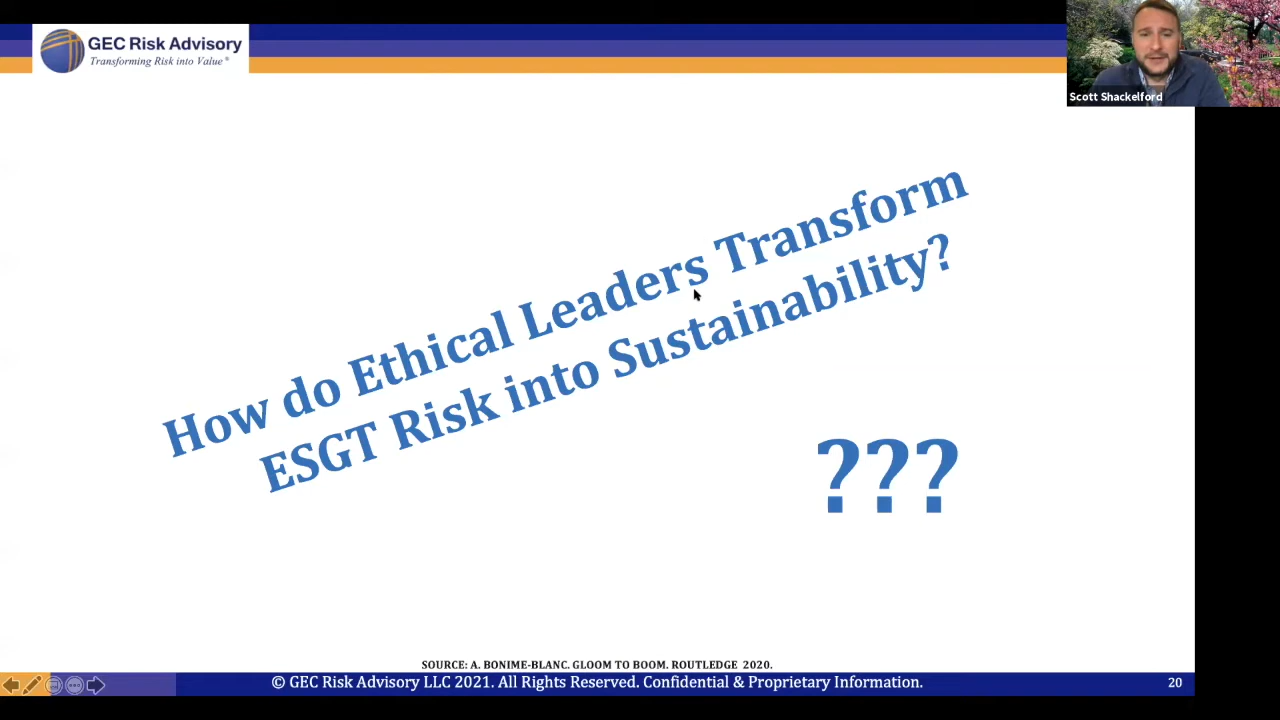 GEC Risk Advisory
Transforming Risk into Value®
Scott Shackelford
How do Ethical Leaders Transform
ESGT Risk into Sustainability?
???
SOURCE: A. BONIME-BLANC. GLOOM TO BOOM. ROUTLEDGE 2020.
© GEC Risk Advisory LLC 2021. All Rights Reserved. Confidential & Proprietary Information.
20